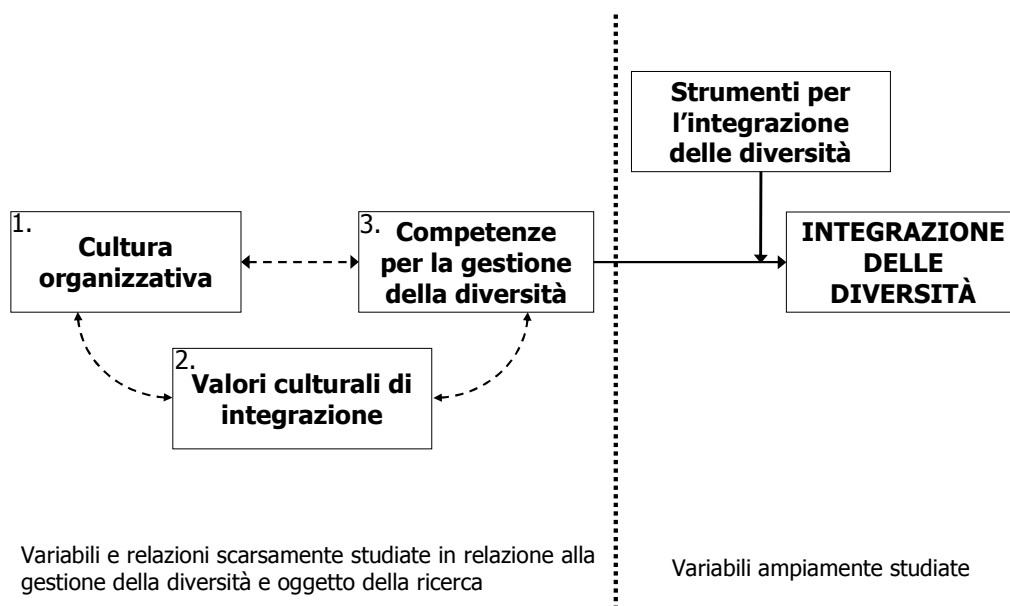 Strumenti per
l'integrazione
delle diversità
1.
Cultura
organizzativa
3.
Competenze
per la gestione
della diversità
INTEGRAZIONE
DELLE
DIVERSITÀ
2.
Valori culturali di
integrazione
Variabili e relazioni scarsamente studiate in relazione alla
gestione della diversità e oggetto della ricerca
Variabili ampiamente studiate